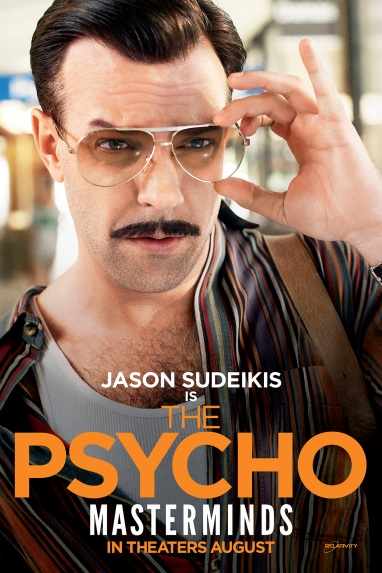 JASON SUDEIKIS
IS
THE
PSYCHO
MASTERMINDS
IN THEATERS AUGUST
RELATIVITY